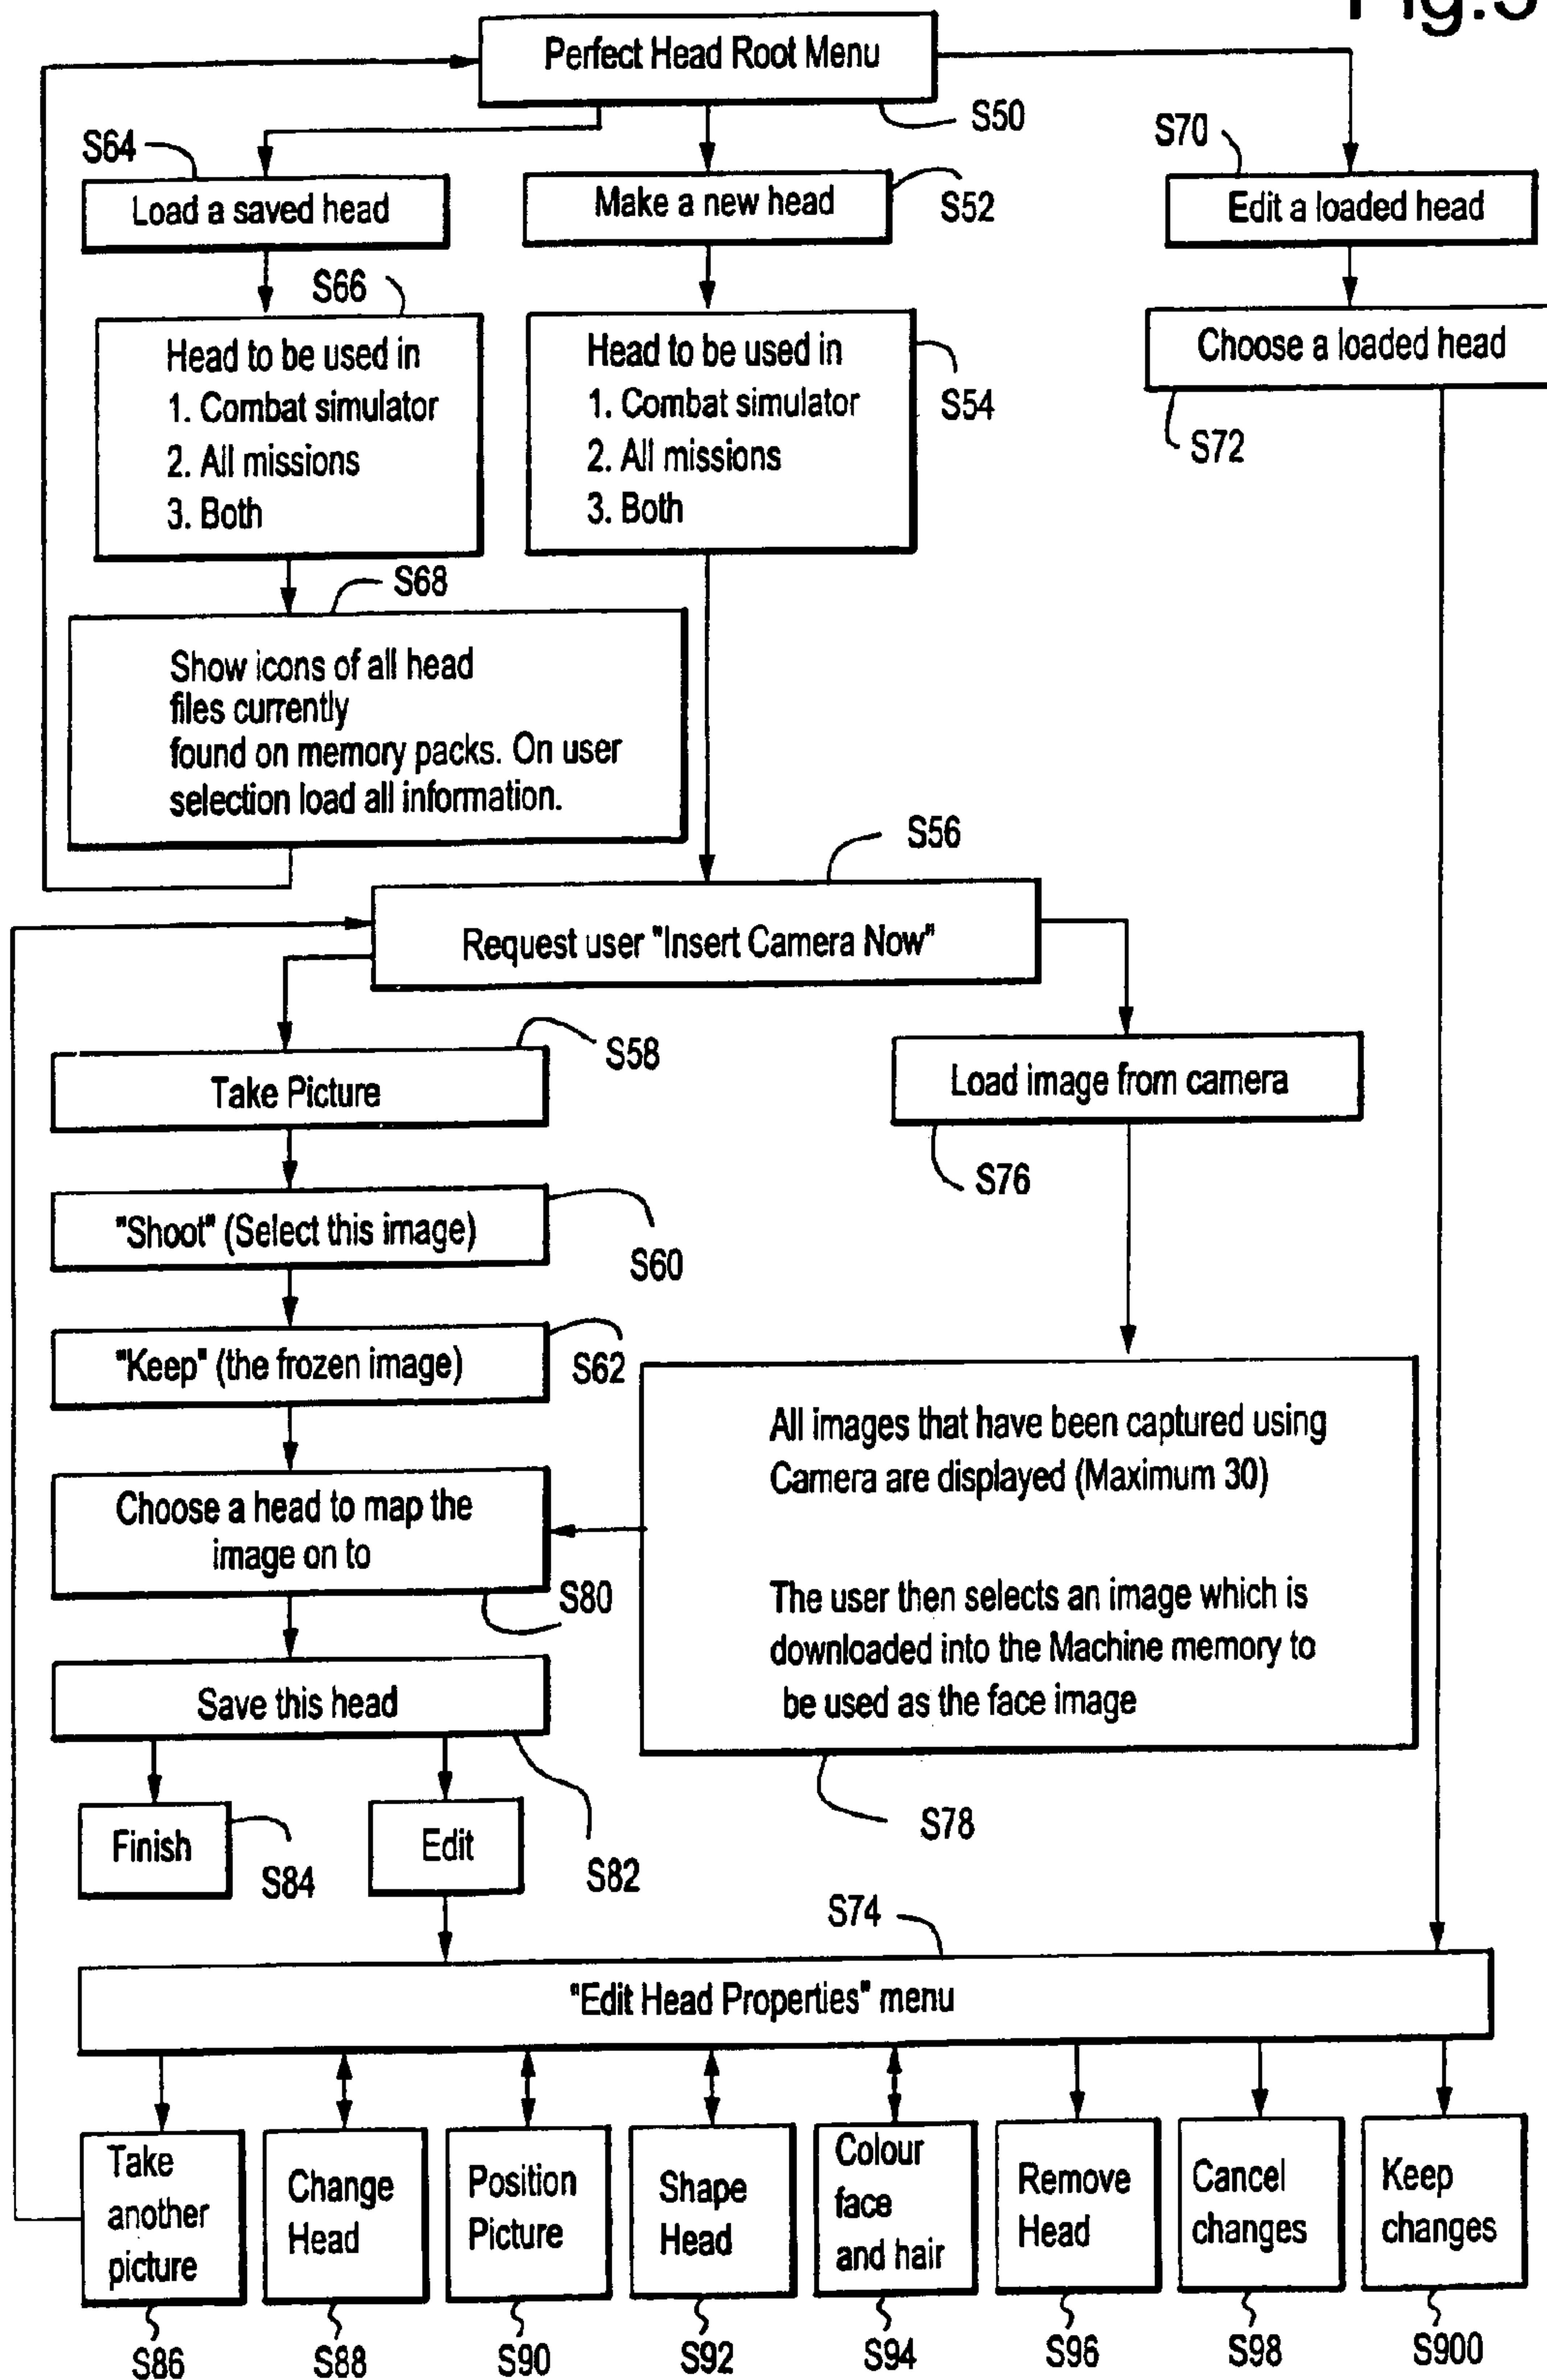 Fig.5
Perfect Head Root Menu
S50
S64
S70
Load a saved head
Make a new head
S52
Edit a loaded head
S66
Head to be used in
1. Combat simulator
2. All missions
3. Both
Head to be used in
1. Combat simulator
2. All missions
3. Both
S54
Choose a loaded head
S72
S68
Show icons of all head
files currently
found on memory packs. On user
selection load all information.
S56
Request user "Insert Camera Now"
S58
Take Picture
Load image from camera
S76
"Shoot" (Select this image)
S60
"Keep" (the frozen image)
S62
All images that have been captured using
Camera are displayed (Maximum 30)
The user then selects an image which is
downloaded into the Machine memory to
be used as the face image
S78
Choose a head to map the
image on to
S80
Save this head
Finish
S84
Edit
S82
S74
"Edit Head Properties" menu
Take
another
picture
Change
Head
Position
Picture
Shape
Head
Colour
face
and hair
Remove
Head
Cancel
changes
Keep
changes
S86
S88
S90
S92
S94
S96
S98
S900